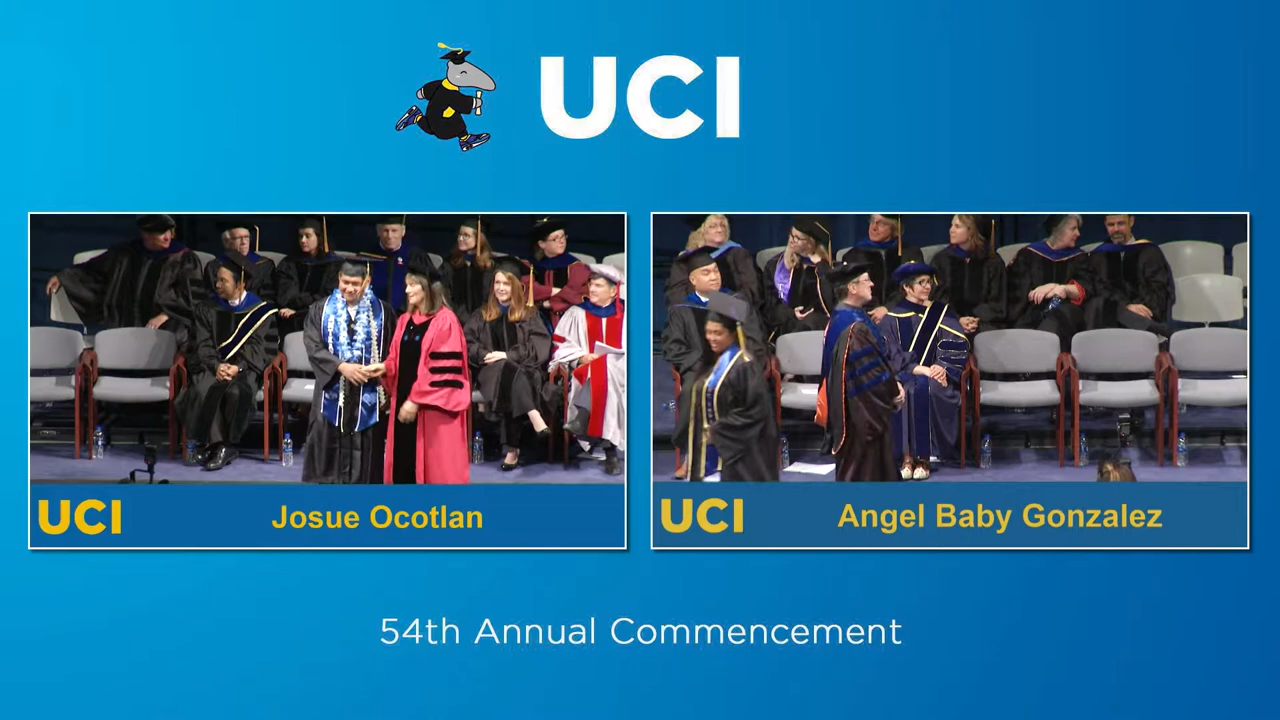 UCI
UCI
Josue Ocotlan
UCI
Angel Baby Gonzalez
54th Annual Commencement